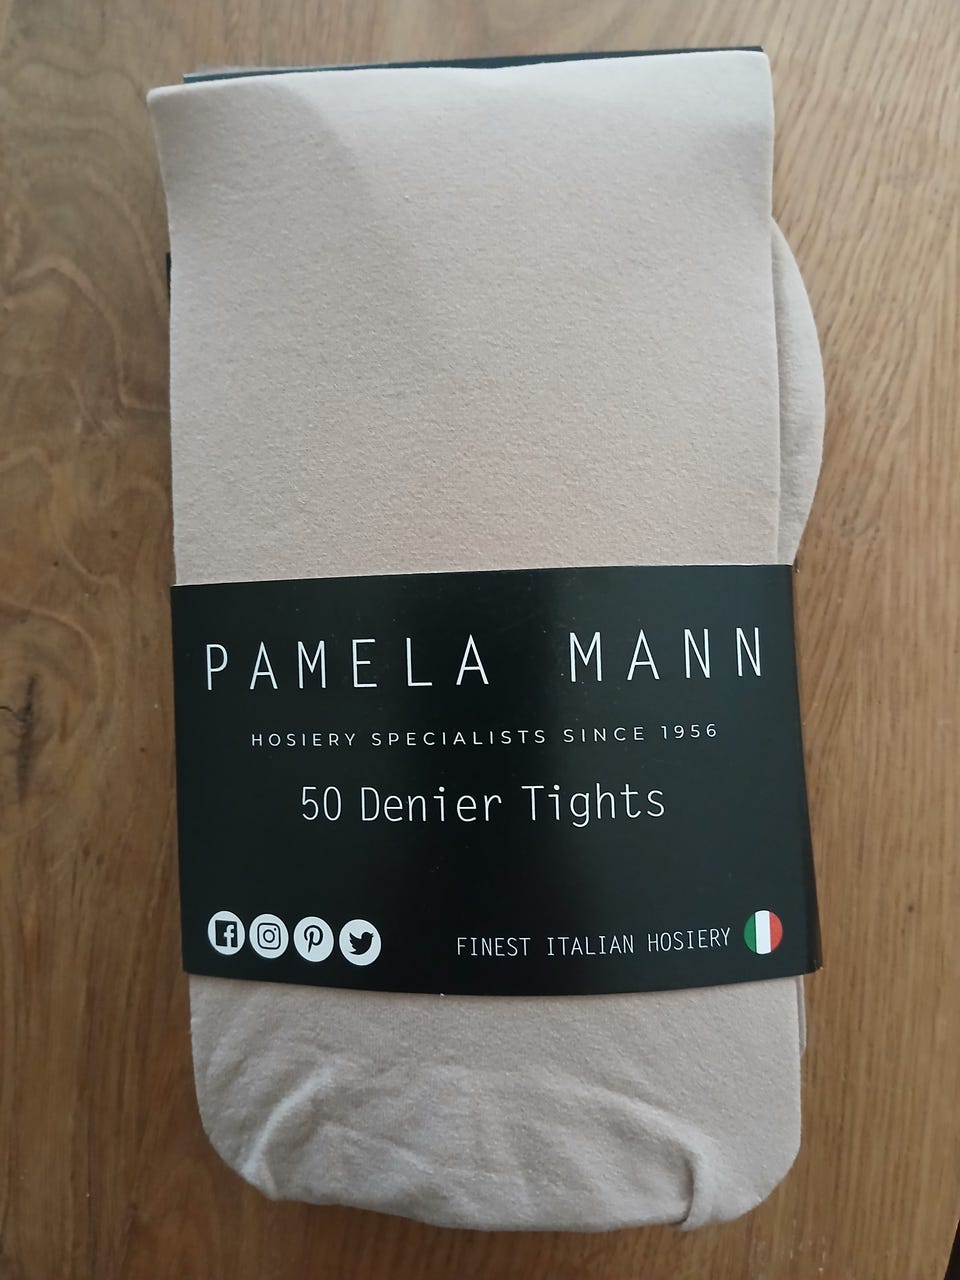 PAMELA MANN
HOSIERY SPECIALISTS SINCE 1956
50 Denier Tights
FINEST ITALIAN HOSIERY